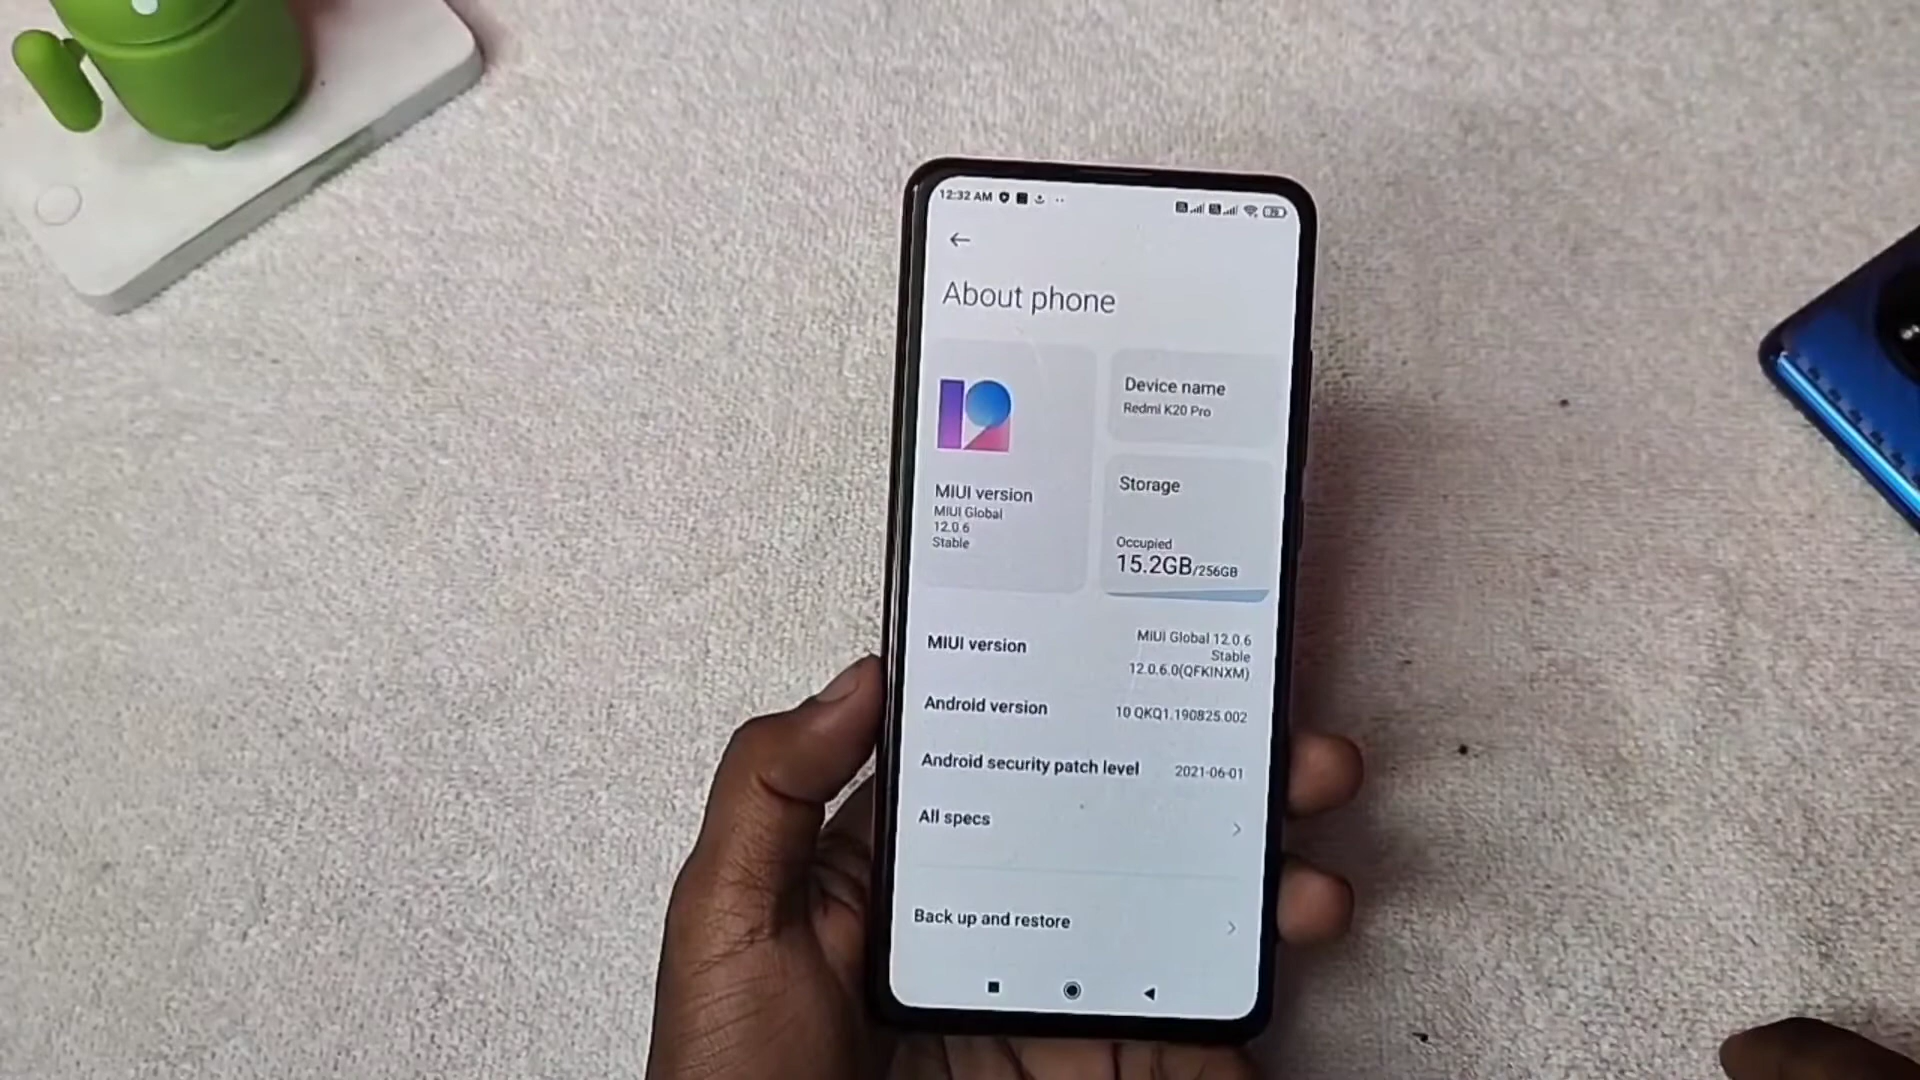 12:32 AM
About phone
12
MIUI version
MIUI Global
12.0.6
Stable
Device name
Redmi K20 Pro
Storage
Occupied
15.2GB/256GB
MIUI version
MIUI Global 12.0.6
Stable
12.0.6.0(QFKINXM)
Android version
10 QKQ1.190825.002
Android security patch level
2021-06-01
All specs
Back up and restore